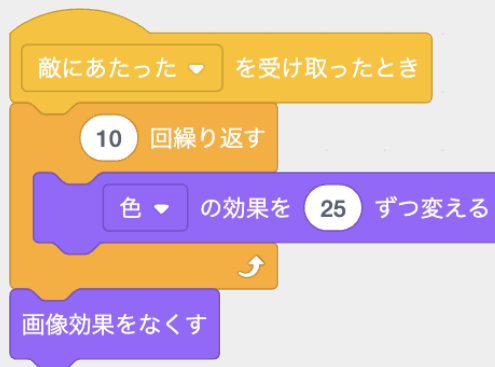 敵にあたった を受け取ったとき
10 回繰り返す
色 の効果を 25 ずつ変える
画像効果をなくす